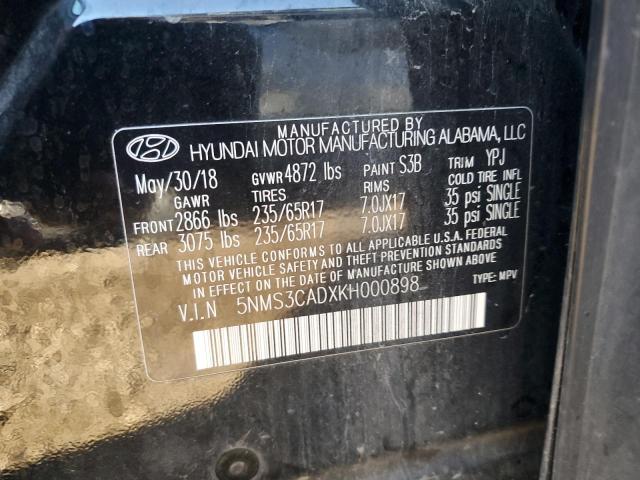 MANUFACTURED BY
HYUNDAI MOTOR MANUFACTURING ALABAMA, LLC
May/30/18 GVWR 4872 lbs PAINT S3B TRIM YPJ
GAWR TIRES RIMS COLD TIRE INFL
FRONT 2866 lbs 235/65R17 7.0JX17 35 psi SINGLE
REAR 3075 lbs 235/65R17 7.0JX17 35 psi SINGLE
THIS VEHICLE CONFORMS TO ALL APPLICABLE U.S.A. FEDERAL
MOTOR VEHICLE SAFETY AND THEFT PREVENTION STANDARDS
IN EFFECT ON THE DATE OF MANUFACTURE SHOWN ABOVE
V.I.N 5NMS3CADXKH000898 TYPE: MPV